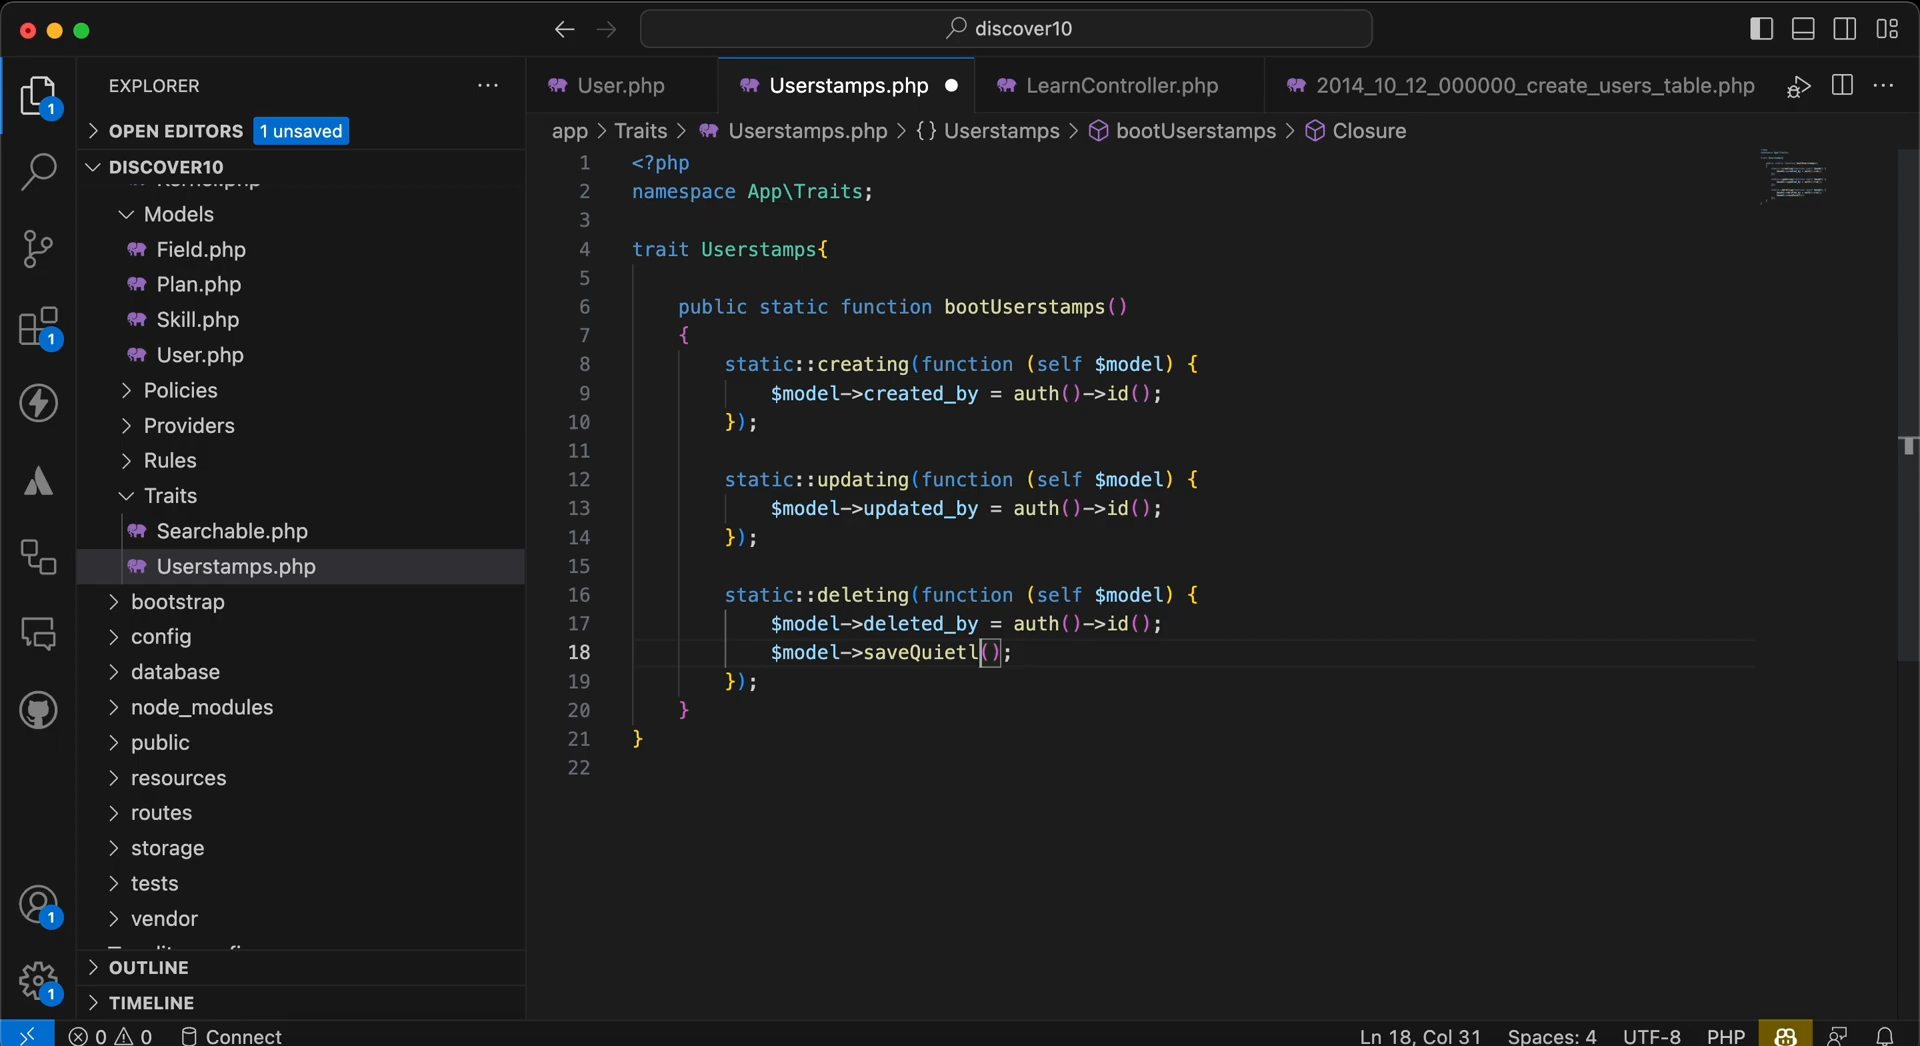 discover10
EXPLORER
OPEN EDITORS 1 unsaved
DISCOVER10
Models
Field.php
Plan.php
Skill.php
User.php
Policies
Providers
Rules
Traits
Searchable.php
Userstamps.php
bootstrap
config
database
node_modules
public
resources
routes
storage
tests
vendor
OUTLINE
TIMELINE
1
1
1
1
User.php Userstamps.php LearnController.php 2014_10_12_000000_create_users_table.php
app > Traits > Userstamps.php > {} Userstamps > bootUserstamps > Closure
1 <?php
2 namespace App\Traits;
3
4 trait Userstamps{
5
6 public static function bootUserstamps()
7 {
8 static::creating(function (self $model) {
9 $model->created_by = auth()->id();
10 });
11
12 static::updating(function (self $model) {
13 $model->updated_by = auth()->id();
14 });
15
16 static::deleting(function (self $model) {
17 $model->deleted_by = auth()->id();
18 $model->saveQuietl();
19 });
20 }
21 }
22
0 0 Connect Ln 18, Col 31 Spaces: 4 UTF-8 PHP